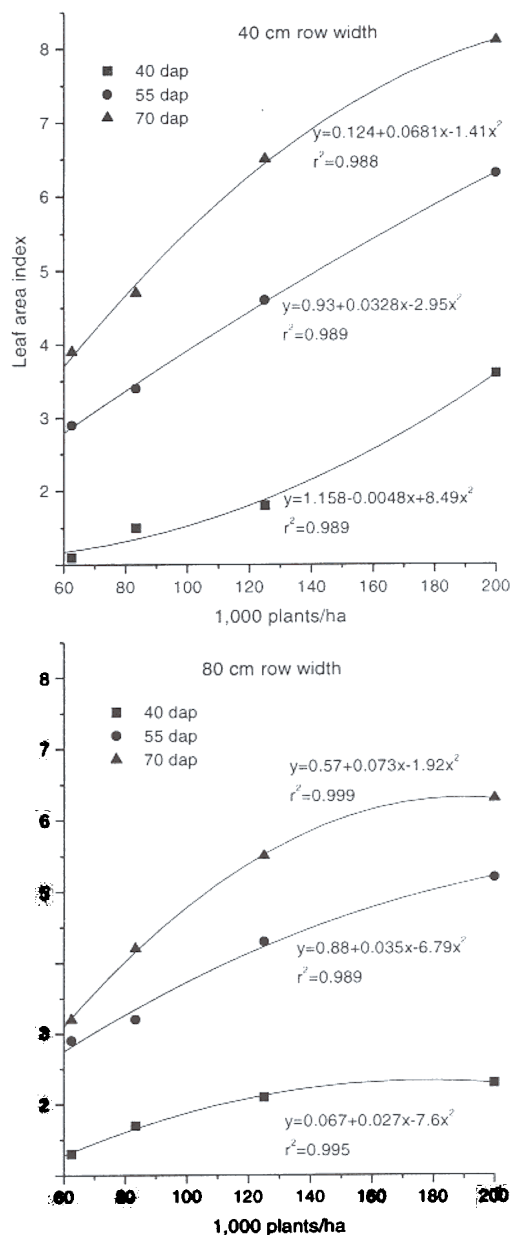 40 cm row width
8
40 dap
55 dap
70 dap
7
y=0.124+0.0681x-1.41x²
r²=0.988
6
Leaf area index
5
y=0.93+0.0328x-2.95x²
r²=0.989
4
3
2
y=1.158-0.0048x+8.49x²
r²=0.989
60 80 100 120 140 160 180 200
1,000 plants/ha
80 cm row width
8
40 dap
55 dap
70 dap
7
y=0.57+0.073x-1.92x²
r²=0.999
6
5
y=0.88+0.035x-6.79x²
r²=0.989
3
2
y=0.067+0.027x-7.6x²
r²=0.995
60 80 100 120 140 160 180 200
1,000 plants/ha